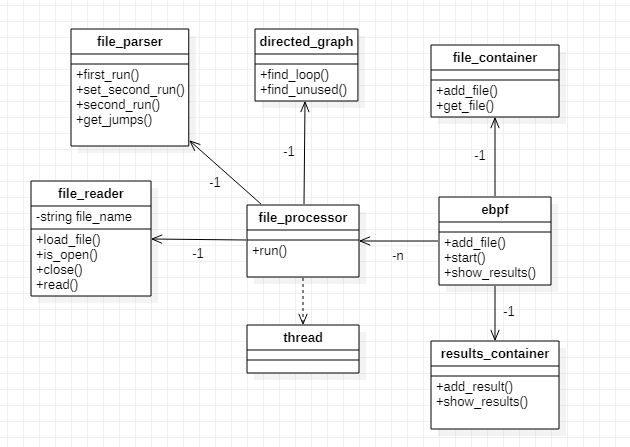 file_parser
+first_run()
+set_second_run()
+second_run()
+get_jumps()
directed_graph
+find_loop()
+find_unused()
file_container
+add_file()
+get_file()
-1
-1
-1
file_reader
-string file_name
+load_file()
+is_open()
+close()
+read()
-1
file_processor
+run()
-n
ebpf
+add_file()
+start()
+show_results()
-1
thread
results_container
+add_result()
+show_results()